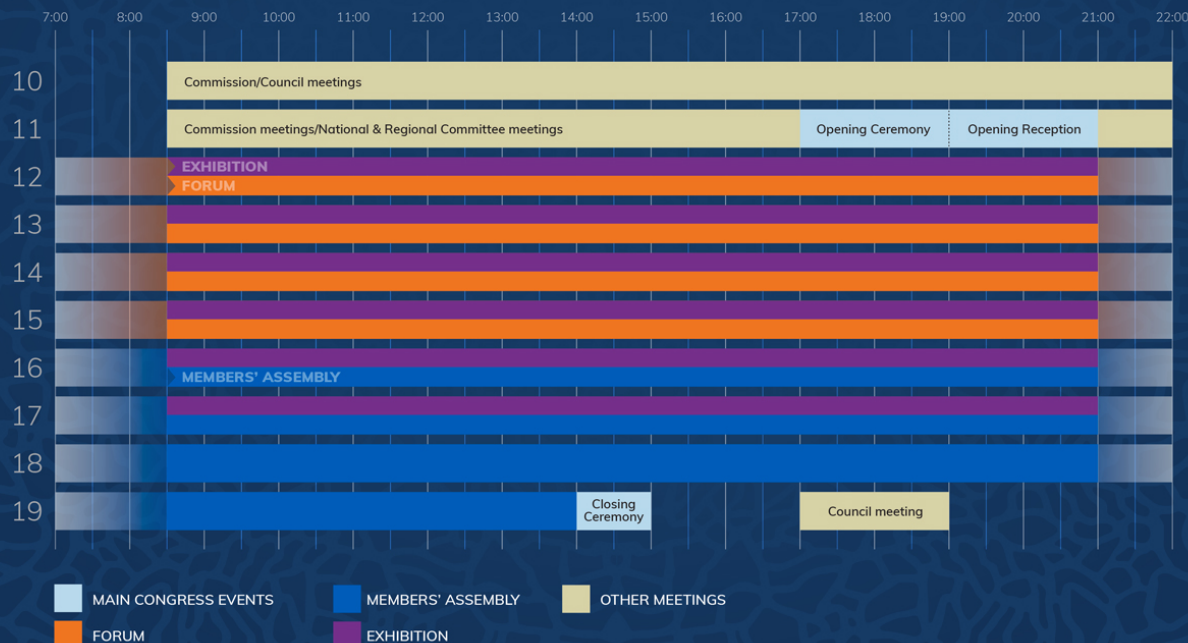 7:00 8:00 9:00 10:00 11:00 12:00 13:00 14:00 15:00 16:00 17:00 18:00 19:00 20:00 21:00 22:00
10 Commission/Council meetings
11 Commission meetings/National & Regional Committee meetings Opening Ceremony Opening Reception
12 EXHIBITION
FORUM
13
14
15
16 MEMBERS' ASSEMBLY
17
18
19 Closing Ceremony Council meeting
MAIN CONGRESS EVENTS MEMBERS' ASSEMBLY OTHER MEETINGS
FORUM EXHIBITION